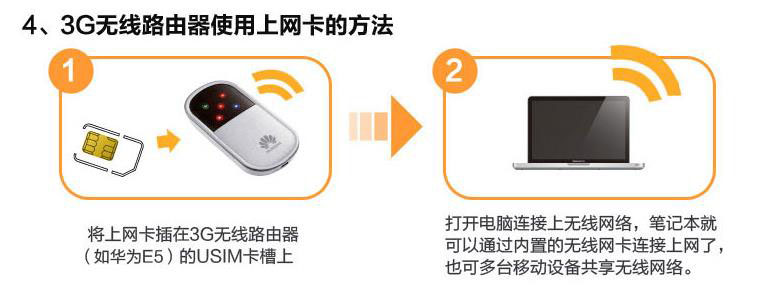 4、3G无线路由器使用上网卡的方法
1
2
将上网卡插在3G无线路由器
（如华为E5）的USIM卡槽上
打开电脑连接上无线网络，笔记本就
可以通过内置的无线网卡连接上网了，
也可多台移动设备共享无线网络。